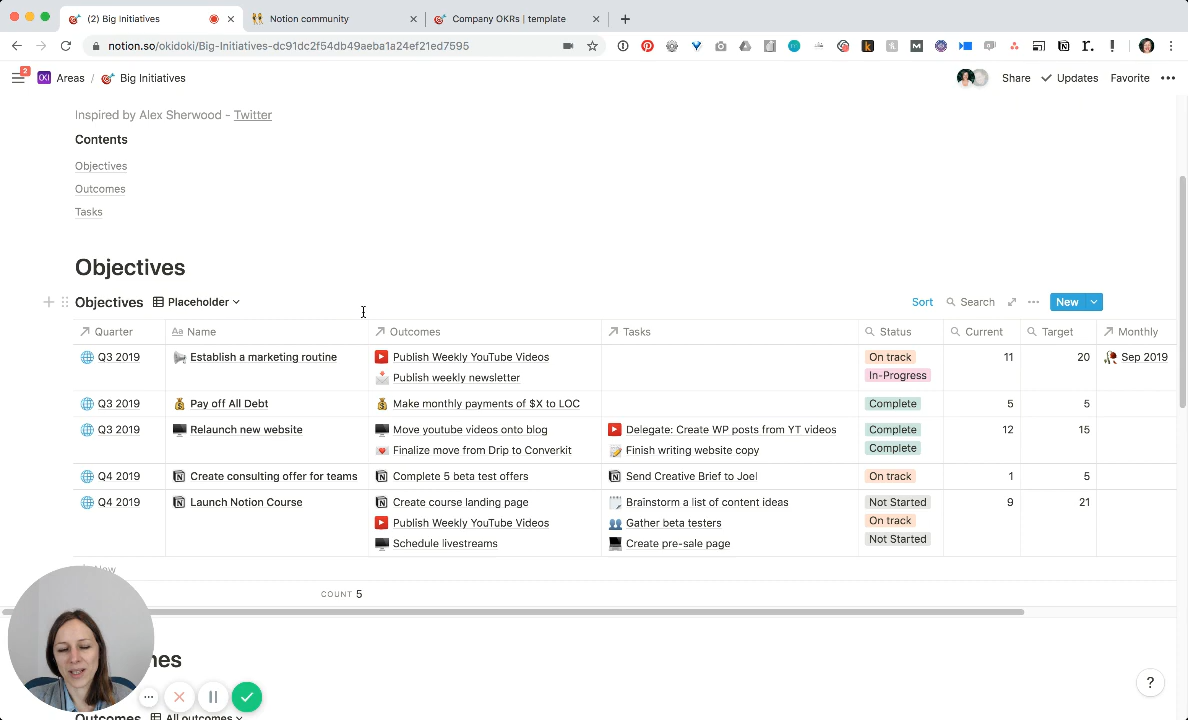 (2) Big Initiatives
Notion community
Company OKRs | template
notion.so/okidoki/Big-Initiatives-dc91dc2f54db49aeba1a24ef21ed7595
2
Areas / Big Initiatives
Share
Updates
Favorite
Inspired by Alex Sherwood - Twitter
Contents
Objectives
Outcomes
Tasks
Objectives
Objectives Placeholder
Sort Search New
Quarter Name Outcomes Tasks Status Current Target Monthly
Q3 2019 Establish a marketing routine Publish Weekly YouTube Videos On track 11 20 Sep 2019
Publish weekly newsletter In-Progress
Q3 2019 Pay off All Debt Make monthly payments of $X to LOC Complete 5 5
Q3 2019 Relaunch new website Move youtube videos onto blog Delegate: Create WP posts from YT videos Complete 12 15
Finalize move from Drip to Converkit Finish writing website copy Complete
Q4 2019 Create consulting offer for teams Complete 5 beta test offers Send Creative Brief to Joel On track 1 5
Q4 2019 Launch Notion Course Create course landing page Brainstorm a list of content ideas Not Started 9 21
Publish Weekly YouTube Videos Gather beta testers On track
Schedule livestreams Create pre-sale page Not Started
New
COUNT 5
mes
Outcomes All outcomes
?